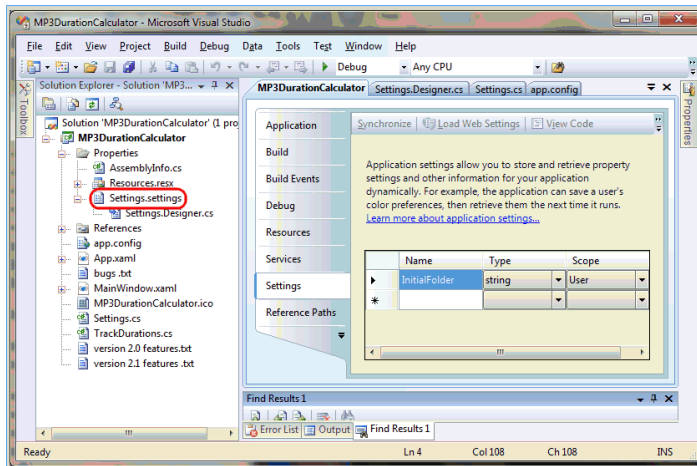 MP3DurationCalculator - Microsoft Visual Studio
File Edit View Project Build Debug Data Tools Test Window Help
Debug Any CPU
Solution Explorer - Solution 'MP3...
MP3DurationCalculator Settings.Designer.cs Settings.cs app.config
Toolbox
Properties
Solution 'MP3DurationCalculator' (1 proj
MP3DurationCalculator
Properties
AssemblyInfo.cs
Resources.resx
Settings.settings
Settings.Designer.cs
References
app.config
App.xaml
bugs .txt
MainWindow.xaml
MP3DurationCalculator.ico
Settings.cs
TrackDurations.cs
version 2.0 features.txt
version 2.1 features .txt
Application
Build
Build Events
Debug
Resources
Services
Settings
Reference Paths
Synchronize Load Web Settings View Code
Application settings allow you to store and retrieve property
settings and other information for your application
dynamically. For example, the application can save a user's
color preferences, then retrieve them the next time it runs.
Learn more about application settings...
Name Type Scope
InitialFolder string User
Find Results 1
Error List Output Find Results 1
Ready Ln 4 Col 108 Ch 108 INS